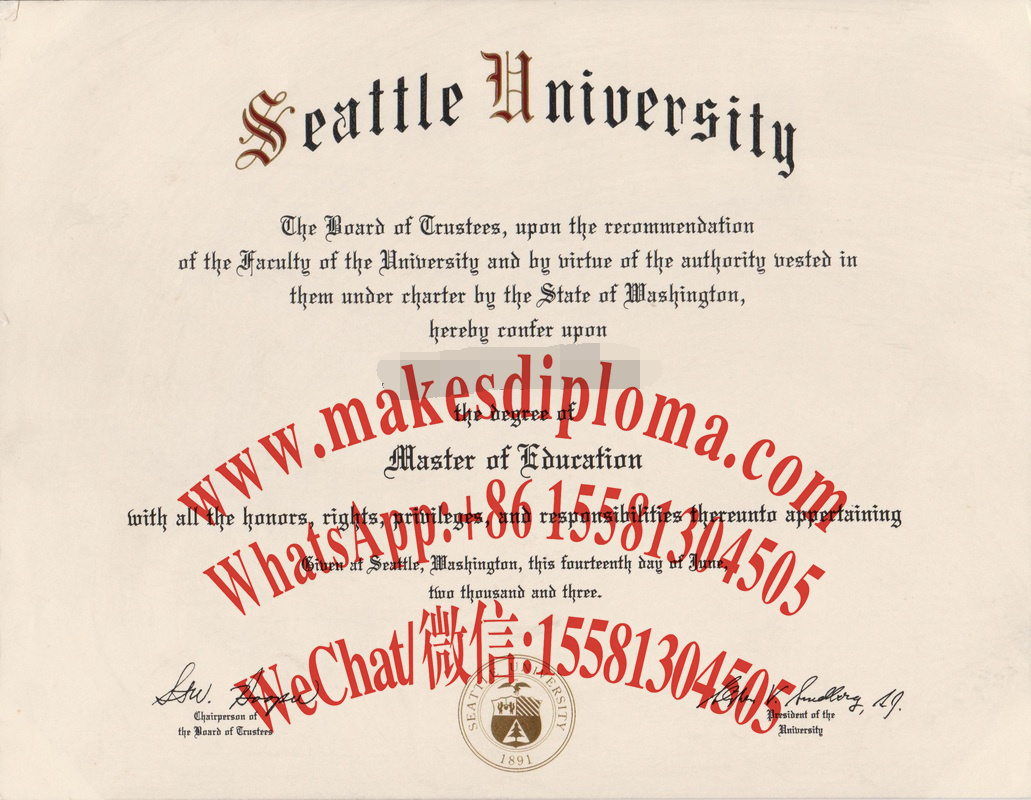 Seattle University
The Board of Trustees, upon the recommendation
of the Faculty of the University and by virtue of the authority vested in
them under charter by the State of Washington,
hereby confer upon
www.makesdiploma.com
the degree of
Master of Education
WhatsApp:+86 15581304505
with all the honors, rights, privileges, and responsibilities thereunto appertaining
Given at Seattle, Washington, this fourteenth day of June,
two thousand and three.
WeChat/微信:15581304505
Chairperson of
the Board of Trustees
SEATTLE UNIVERSITY
1891
President of the
University